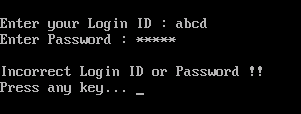 Enter your Login ID : abcd
Enter Password : *****
Incorrect Login ID or Password !!
Press any key... _